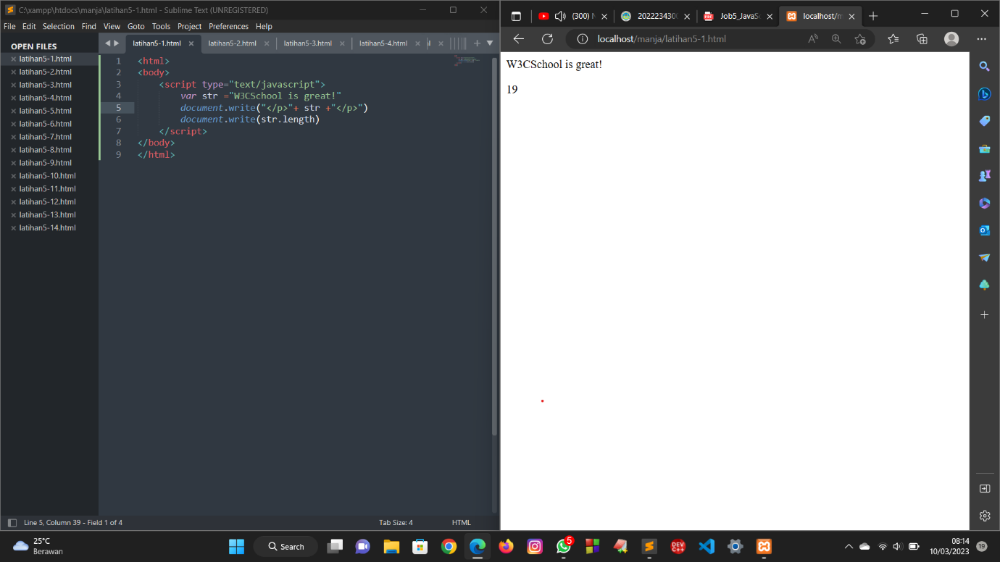 C:\xampp\htdocs\manja\latihan5-1.html - Sublime Text (UNREGISTERED)
File Edit Selection Find View Goto Tools Project Preferences Help
OPEN FILES
latihan5-1.html
latihan5-2.html
latihan5-3.html
latihan5-4.html
latihan5-5.html
latihan5-6.html
latihan5-7.html
latihan5-8.html
latihan5-9.html
latihan5-10.html
latihan5-11.html
latihan5-12.html
latihan5-13.html
latihan5-14.html
latihan5-1.html latihan5-2.html latihan5-3.html latihan5-4.html
1 <html>
2 <body>
3 <script type="text/javascript">
4 var str ="W3CSchool is great!"
5 document.write("</p>"+ str +"</p>")
6 document.write(str.length)
7 </script>
8 </body>
9 </html>
Line 5, Column 39 - Field 1 of 4 Tab Size: 4 HTML
(300) 2022234300 Job5_JavaSc localhost/m
localhost/manja/latihan5-1.html
W3CSchool is great!
19
25°C
Berawan
Search
5
DEV
C++
08:14
10/03/2023
19